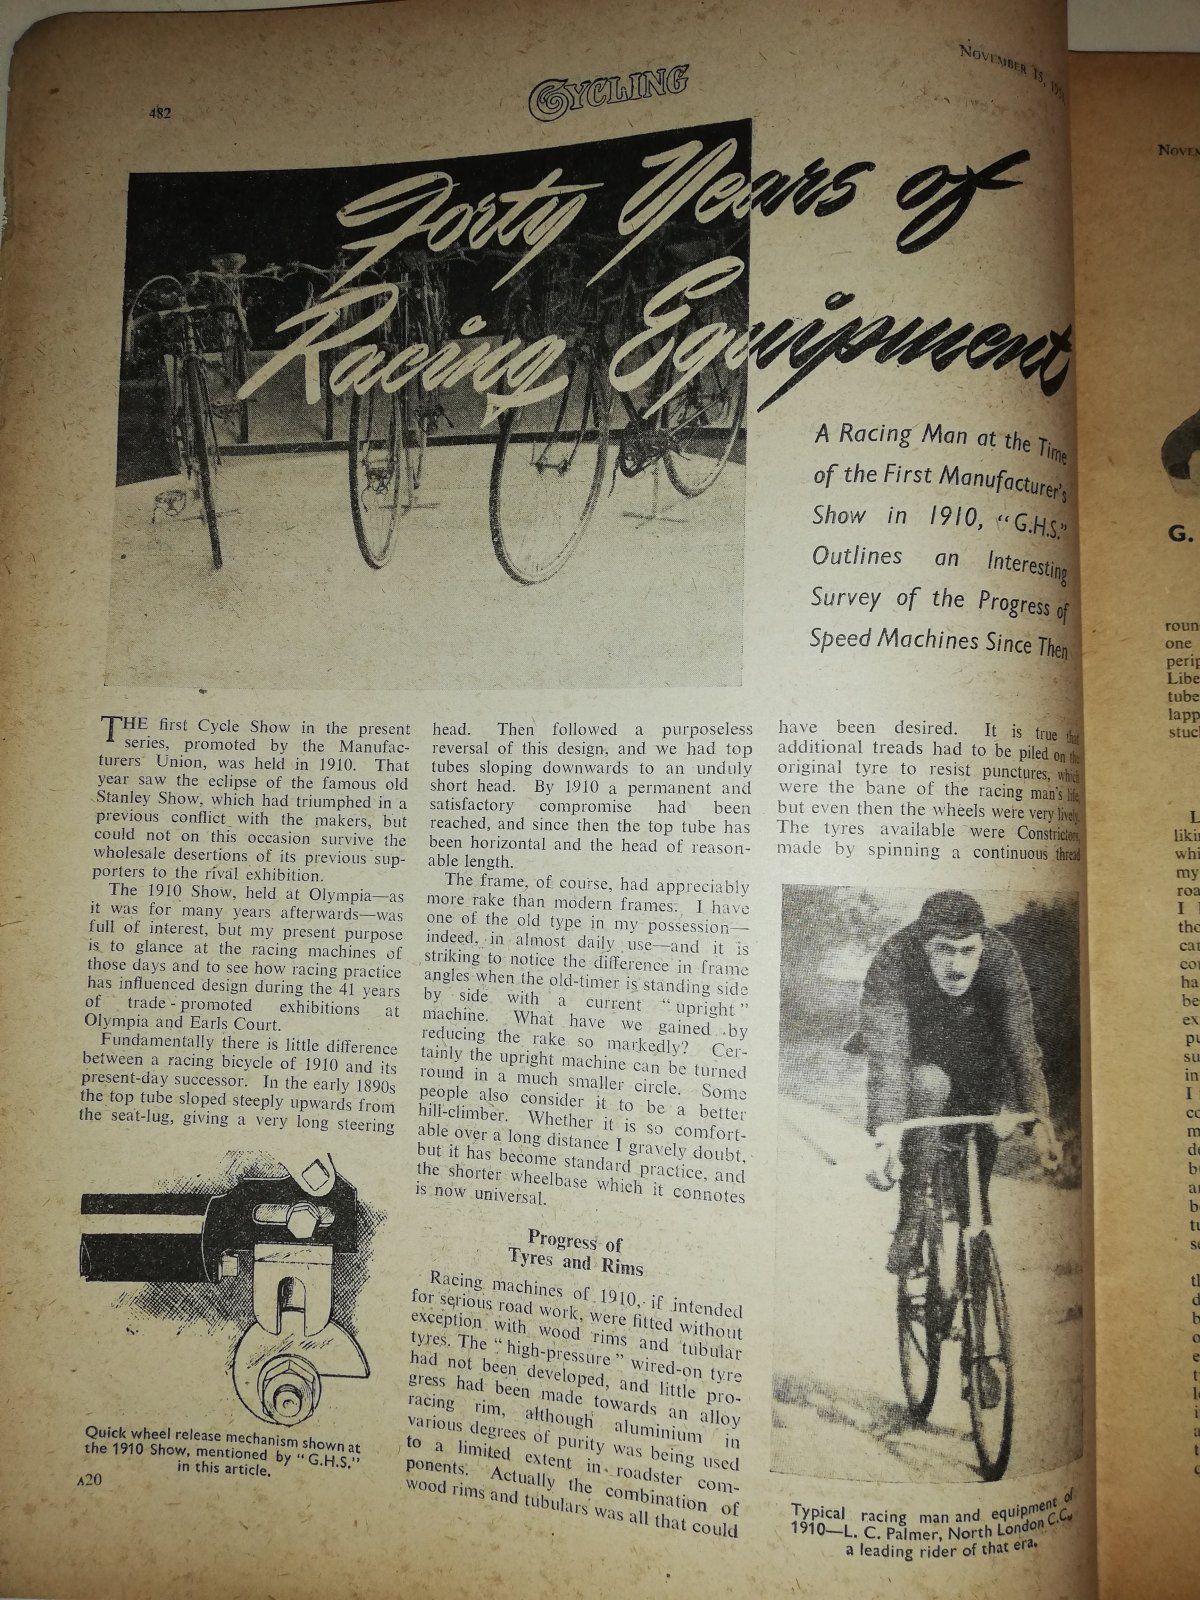 482
CYCLING
NOVEMBER 15, 195
Forty Years of
Racing Equipment
A Racing Man at the Time
of the First Manufacturer's
Show in 1910, "G.H.S."
Outlines an Interesting
Survey of the Progress of
Speed Machines Since Then
THE first Cycle Show in the present
series, promoted by the Manufac-
turers' Union, was held in 1910. That
year saw the eclipse of the famous old
Stanley Show, which had triumphed in a
previous conflict with the makers, but
could not on this occasion survive the
wholesale desertions of its previous sup-
porters to the rival exhibition.
The 1910 Show, held at Olympia—as
it was for many years afterwards—was
full of interest, but my present purpose
is to glance at the racing machines of
those days and to see how racing practice
has influenced design during the 41 years
of trade-promoted exhibitions at
Olympia and Earls Court.
Fundamentally there is little difference
between a racing bicycle of 1910 and its
present-day successor. In the early 1890s
the top tube sloped steeply upwards from
the seat-lug, giving a very long steering
Quick wheel release mechanism shown at
the 1910 Show, mentioned by "G.H.S."
in this article.
A20
head. Then followed a purposeless
reversal of this design, and we had top
tubes sloping downwards to an unduly
short head. By 1910 a permanent and
satisfactory compromise had been
reached, and since then the top tube has
been horizontal and the head of reason-
able length.
The frame, of course, had appreciably
more rake than modern frames. I have
one of the old type in my possession—
indeed, in almost daily use—and it is
striking to notice the difference in frame
angles when the old-timer is standing side
by side with a current "upright"
machine. What have we gained by
reducing the rake so markedly? Cer-
tainly the upright machine can be turned
round in a much smaller circle. Some
people also consider it to be a better
hill-climber. Whether it is so comfort-
able over a long distance I gravely doubt,
but it has become standard practice, and
the shorter wheelbase which it connotes
is now universal.
Progress of
Tyres and Rims
Racing machines of 1910, if intended
for serious road work, were fitted without
exception with wood rims and tubular
tyres. The "high-pressure" wired-on tyre
had not been developed, and little pro-
gress had been made towards an alloy
racing rim, although aluminium in
various degrees of purity was being used
to a limited extent in roadster com-
ponents. Actually the combination of
wood rims and tubulars was all that could
have been desired. It is true that
additional treads had to be piled on the
original tyre to resist punctures, which
were the bane of the racing man's life,
but even then the wheels were very lively.
The tyres available were Constrictors,
made by spinning a continuous thread
Typical racing man and equipment of
1910—L. C. Palmer, North London C.C.,
a leading rider of that era.
NOVEM
G.
roun
one
perip
Libe
tube
lapp
stuc
L
likin
whi
my
roa
I
tho
can
co
ha
be
ex
pu
su
in
I
co
m
de
b